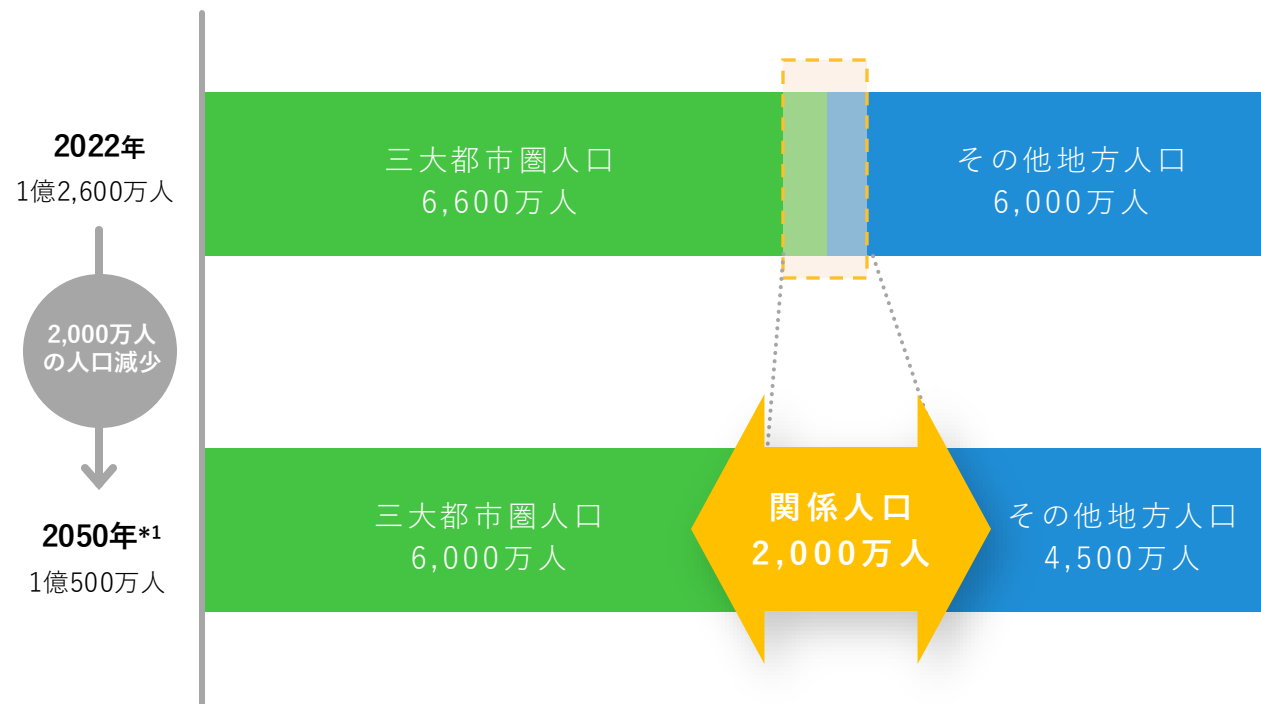 2022年
1億2,600万人
三大都市圏人口
6,600万人
その他地方人口
6,000万人
2,000万人
の人口減少
2050年*1
1億500万人
三大都市圏人口
6,000万人
関係人口
2,000万人
その他地方人口
4,500万人